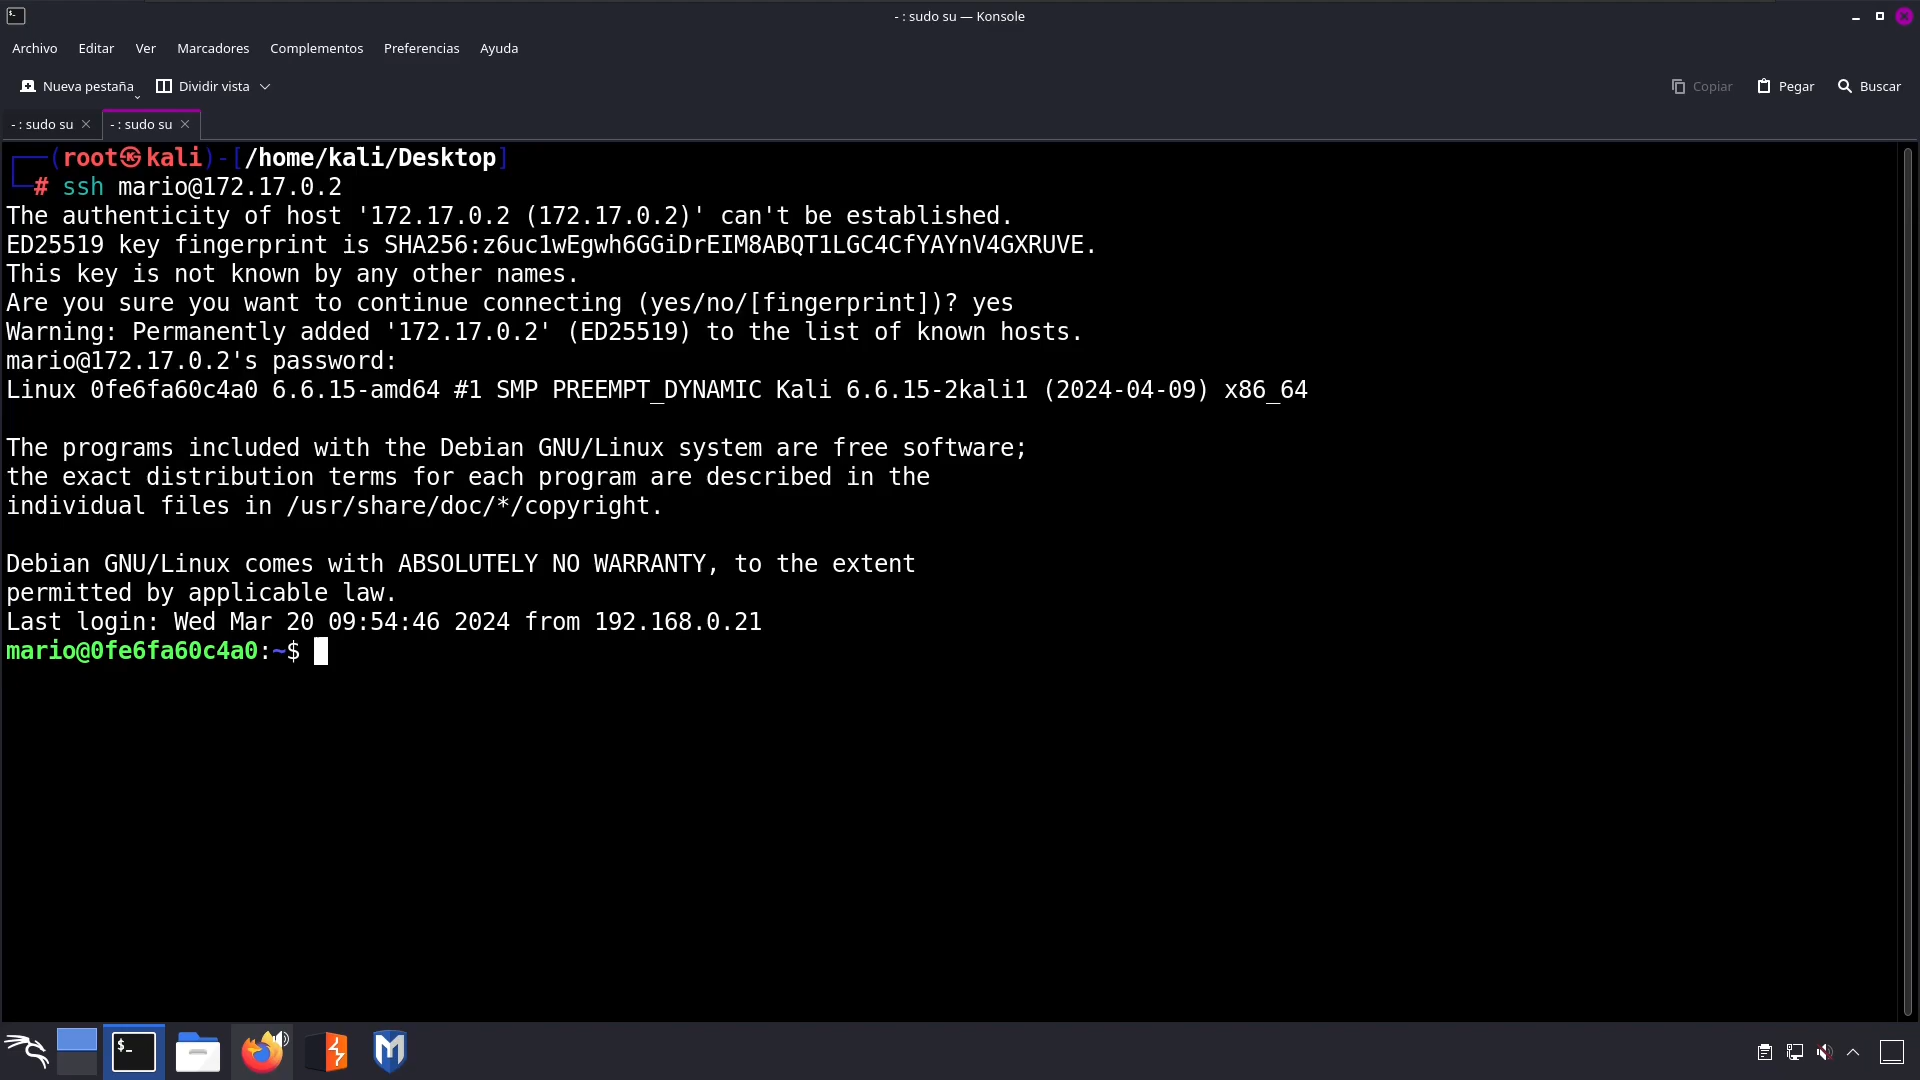 - : sudo su — Konsole
Archivo Editar Ver Marcadores Complementos Preferencias Ayuda
Nueva pestaña Dividir vista Copiar Pegar Buscar
- : sudo su - : sudo su
(root㉿kali)-[/home/kali/Desktop]
# ssh mario@172.17.0.2
The authenticity of host '172.17.0.2 (172.17.0.2)' can't be established.
ED25519 key fingerprint is SHA256:z6uc1wEgwh6GGiDrEIM8ABQT1LGC4CfYAYnV4GXRUVE.
This key is not known by any other names.
Are you sure you want to continue connecting (yes/no/[fingerprint])? yes
Warning: Permanently added '172.17.0.2' (ED25519) to the list of known hosts.
mario@172.17.0.2's password:
Linux 0fe6fa60c4a0 6.6.15-amd64 #1 SMP PREEMPT_DYNAMIC Kali 6.6.15-2kali1 (2024-04-09) x86_64
The programs included with the Debian GNU/Linux system are free software;
the exact distribution terms for each program are described in the
individual files in /usr/share/doc/*/copyright.
Debian GNU/Linux comes with ABSOLUTELY NO WARRANTY, to the extent
permitted by applicable law.
Last login: Wed Mar 20 09:54:46 2024 from 192.168.0.21
mario@0fe6fa60c4a0:~$